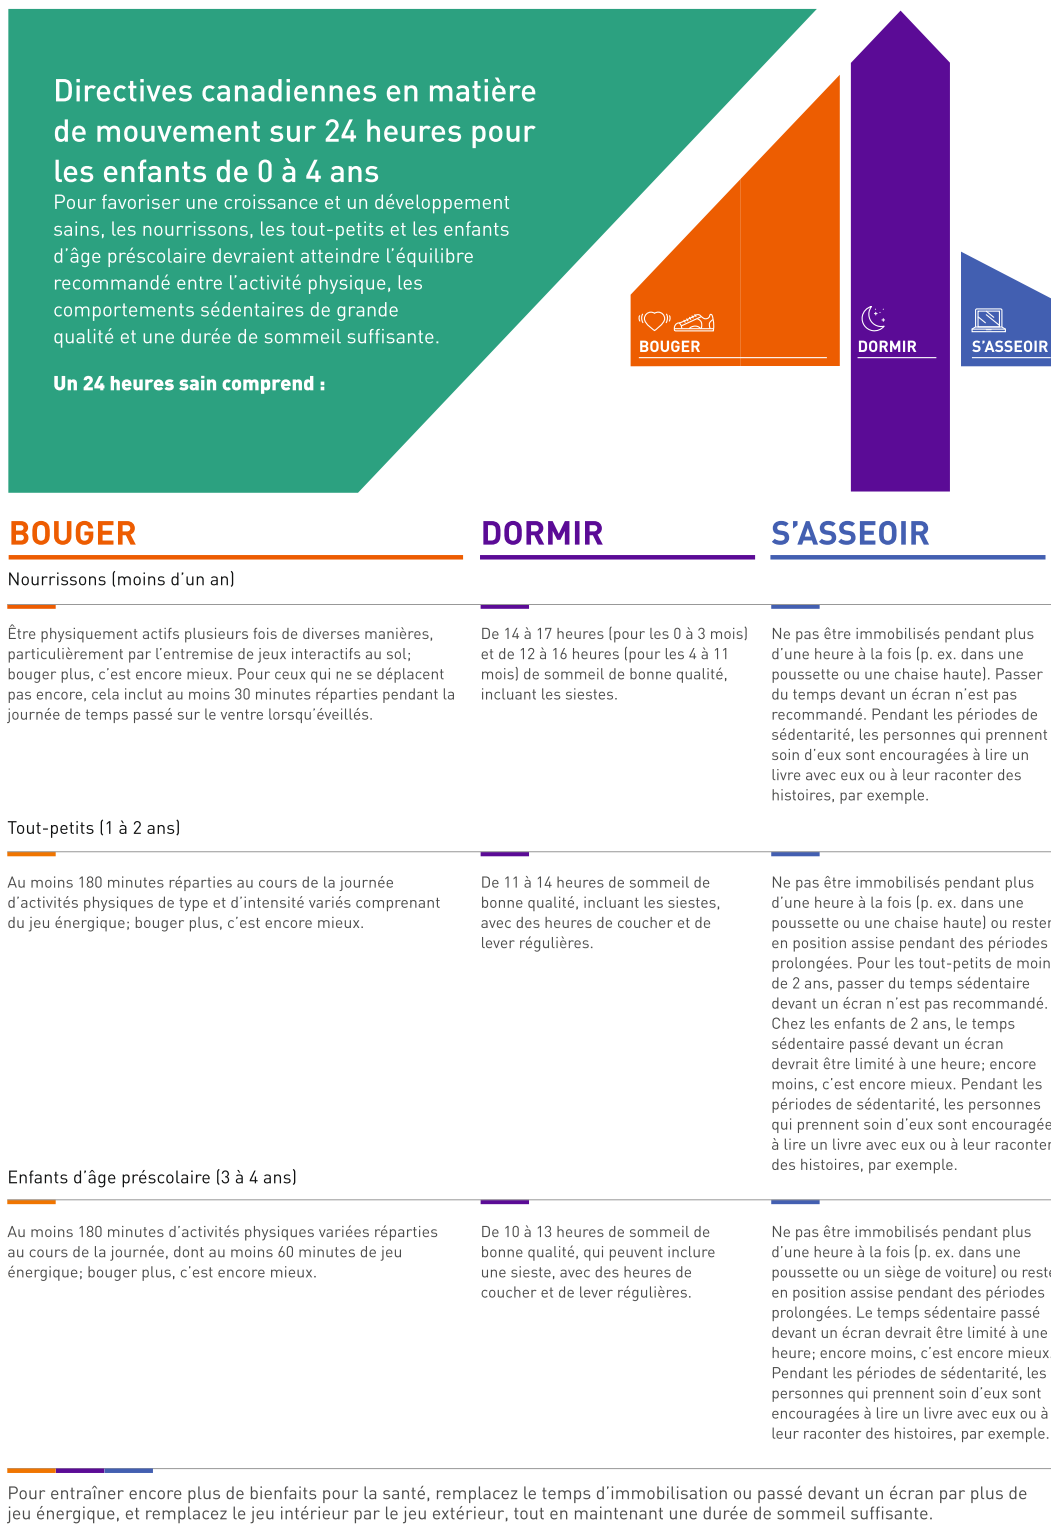 Directives canadiennes en matière
de mouvement sur 24 heures pour
les enfants de 0 à 4 ans
Pour favoriser une croissance et un développement
sains, les nourrissons, les tout-petits et les enfants
d’âge préscolaire devraient atteindre l’équilibre
recommandé entre l’activité physique, les
comportements sédentaires de grande
qualité et une durée de sommeil suffisante.
Un 24 heures sain comprend :
BOUGER
DORMIR
S’ASSEOIR
BOUGER
DORMIR
S’ASSEOIR
Nourrissons (moins d’un an)
Être physiquement actifs plusieurs fois de diverses manières,
particulièrement par l’entremise de jeux interactifs au sol;
bouger plus, c’est encore mieux. Pour ceux qui ne se déplacent
pas encore, cela inclut au moins 30 minutes réparties pendant la
journée de temps passé sur le ventre lorsqu’éveillés.
De 14 à 17 heures (pour les 0 à 3 mois)
et de 12 à 16 heures (pour les 4 à 11
mois) de sommeil de bonne qualité,
incluant les siestes.
Ne pas être immobilisés pendant plus
d’une heure à la fois (p. ex. dans une
poussette ou une chaise haute). Passer
du temps devant un écran n’est pas
recommandé. Pendant les périodes de
sédentarité, les personnes qui prennent
soin d’eux sont encouragées à lire un
livre avec eux ou à leur raconter des
histoires, par exemple.
Tout-petits (1 à 2 ans)
Au moins 180 minutes réparties au cours de la journée
d’activités physiques de type et d’intensité variés comprenant
du jeu énergique; bouger plus, c’est encore mieux.
De 11 à 14 heures de sommeil de
bonne qualité, incluant les siestes,
avec des heures de coucher et de
lever régulières.
Ne pas être immobilisés pendant plus
d’une heure à la fois (p. ex. dans une
poussette ou une chaise haute) ou rester
en position assise pendant des périodes
prolongées. Pour les tout-petits de moin
de 2 ans, passer du temps sédentaire
devant un écran n’est pas recommandé.
Chez les enfants de 2 ans, le temps
sédentaire passé devant un écran
devrait être limité à une heure; encore
moins, c’est encore mieux. Pendant les
périodes de sédentarité, les personnes
qui prennent soin d’eux sont encouragée
à lire un livre avec eux ou à leur raconter
des histoires, par exemple.
Enfants d’âge préscolaire (3 à 4 ans)
Au moins 180 minutes d’activités physiques variées réparties
au cours de la journée, dont au moins 60 minutes de jeu
énergique; bouger plus, c’est encore mieux.
De 10 à 13 heures de sommeil de
bonne qualité, qui peuvent inclure
une sieste, avec des heures de
coucher et de lever régulières.
Ne pas être immobilisés pendant plus
d’une heure à la fois (p. ex. dans une
poussette ou un siège de voiture) ou reste
en position assise pendant des périodes
prolongées. Le temps sédentaire passé
devant un écran devrait être limité à une
heure; encore moins, c’est encore mieux
Pendant les périodes de sédentarité, les
personnes qui prennent soin d’eux sont
encouragées à lire un livre avec eux ou à
leur raconter des histoires, par exemple.
Pour entraîner encore plus de bienfaits pour la santé, remplacez le temps d’immobilisation ou passé devant un écran par plus de
jeu énergique, et remplacez le jeu intérieur par le jeu extérieur, tout en maintenant une durée de sommeil suffisante.